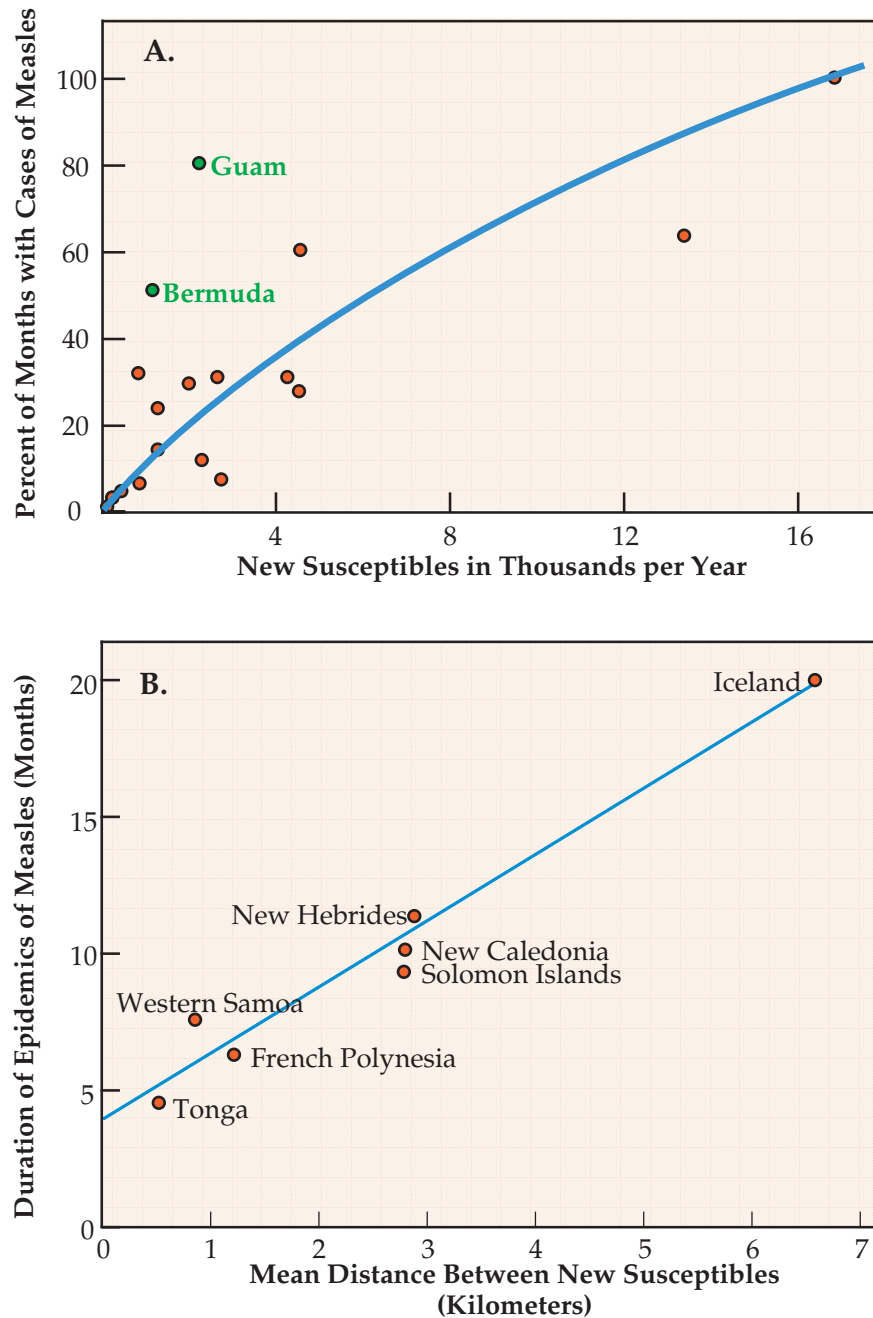 A.
Percent of Months with Cases of Measles
100
80
60
40
20
0
Guam
Bermuda
4 8 12 16
New Susceptibles in Thousands per Year
B.
Duration of Epidemics of Measles (Months)
20
15
10
5
0
Iceland
New Hebrides
New Caledonia
Solomon Islands
Western Samoa
French Polynesia
Tonga
0 1 2 3 4 5 6 7
Mean Distance Between New Susceptibles
(Kilometers)